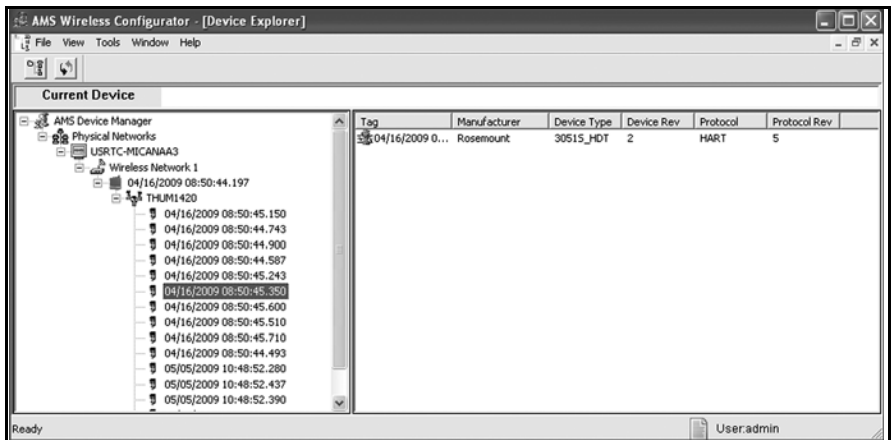 AMS Wireless Configurator - [Device Explorer]
File View Tools Window Help
Current Device
AMS Device Manager
Physical Networks
USRTC-MICANAA3
Wireless Network 1
04/16/2009 08:50:44.197
THUM1420
04/16/2009 08:50:45.150
04/16/2009 08:50:44.743
04/16/2009 08:50:44.900
04/16/2009 08:50:44.587
04/16/2009 08:50:45.243
04/16/2009 08:50:45.350
04/16/2009 08:50:45.600
04/16/2009 08:50:45.510
04/16/2009 08:50:45.710
04/16/2009 08:50:44.493
05/05/2009 10:48:52.280
05/05/2009 10:48:52.437
05/05/2009 10:48:52.390
Tag Manufacturer Device Type Device Rev Protocol Protocol Rev
04/16/2009 0... Rosemount 3051S_HDT 2 HART 5
Ready User:admin